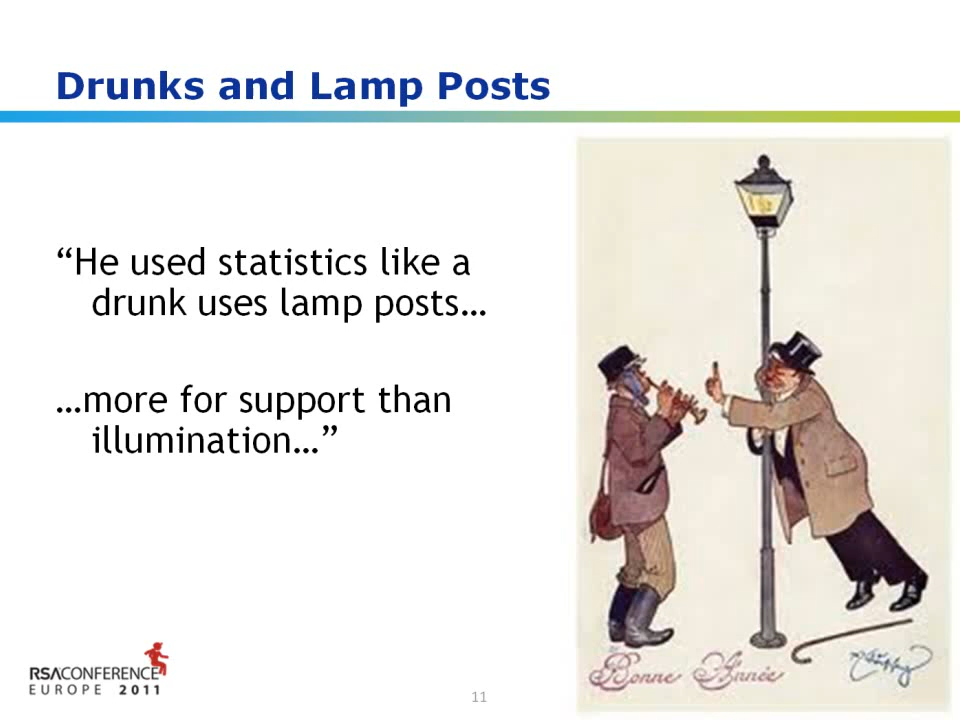 Drunks and Lamp Posts
“He used statistics like a
drunk uses lamp posts…
…more for support than
illumination…”
Bonne Année
RSACONFERENCE
EUROPE 2011
11